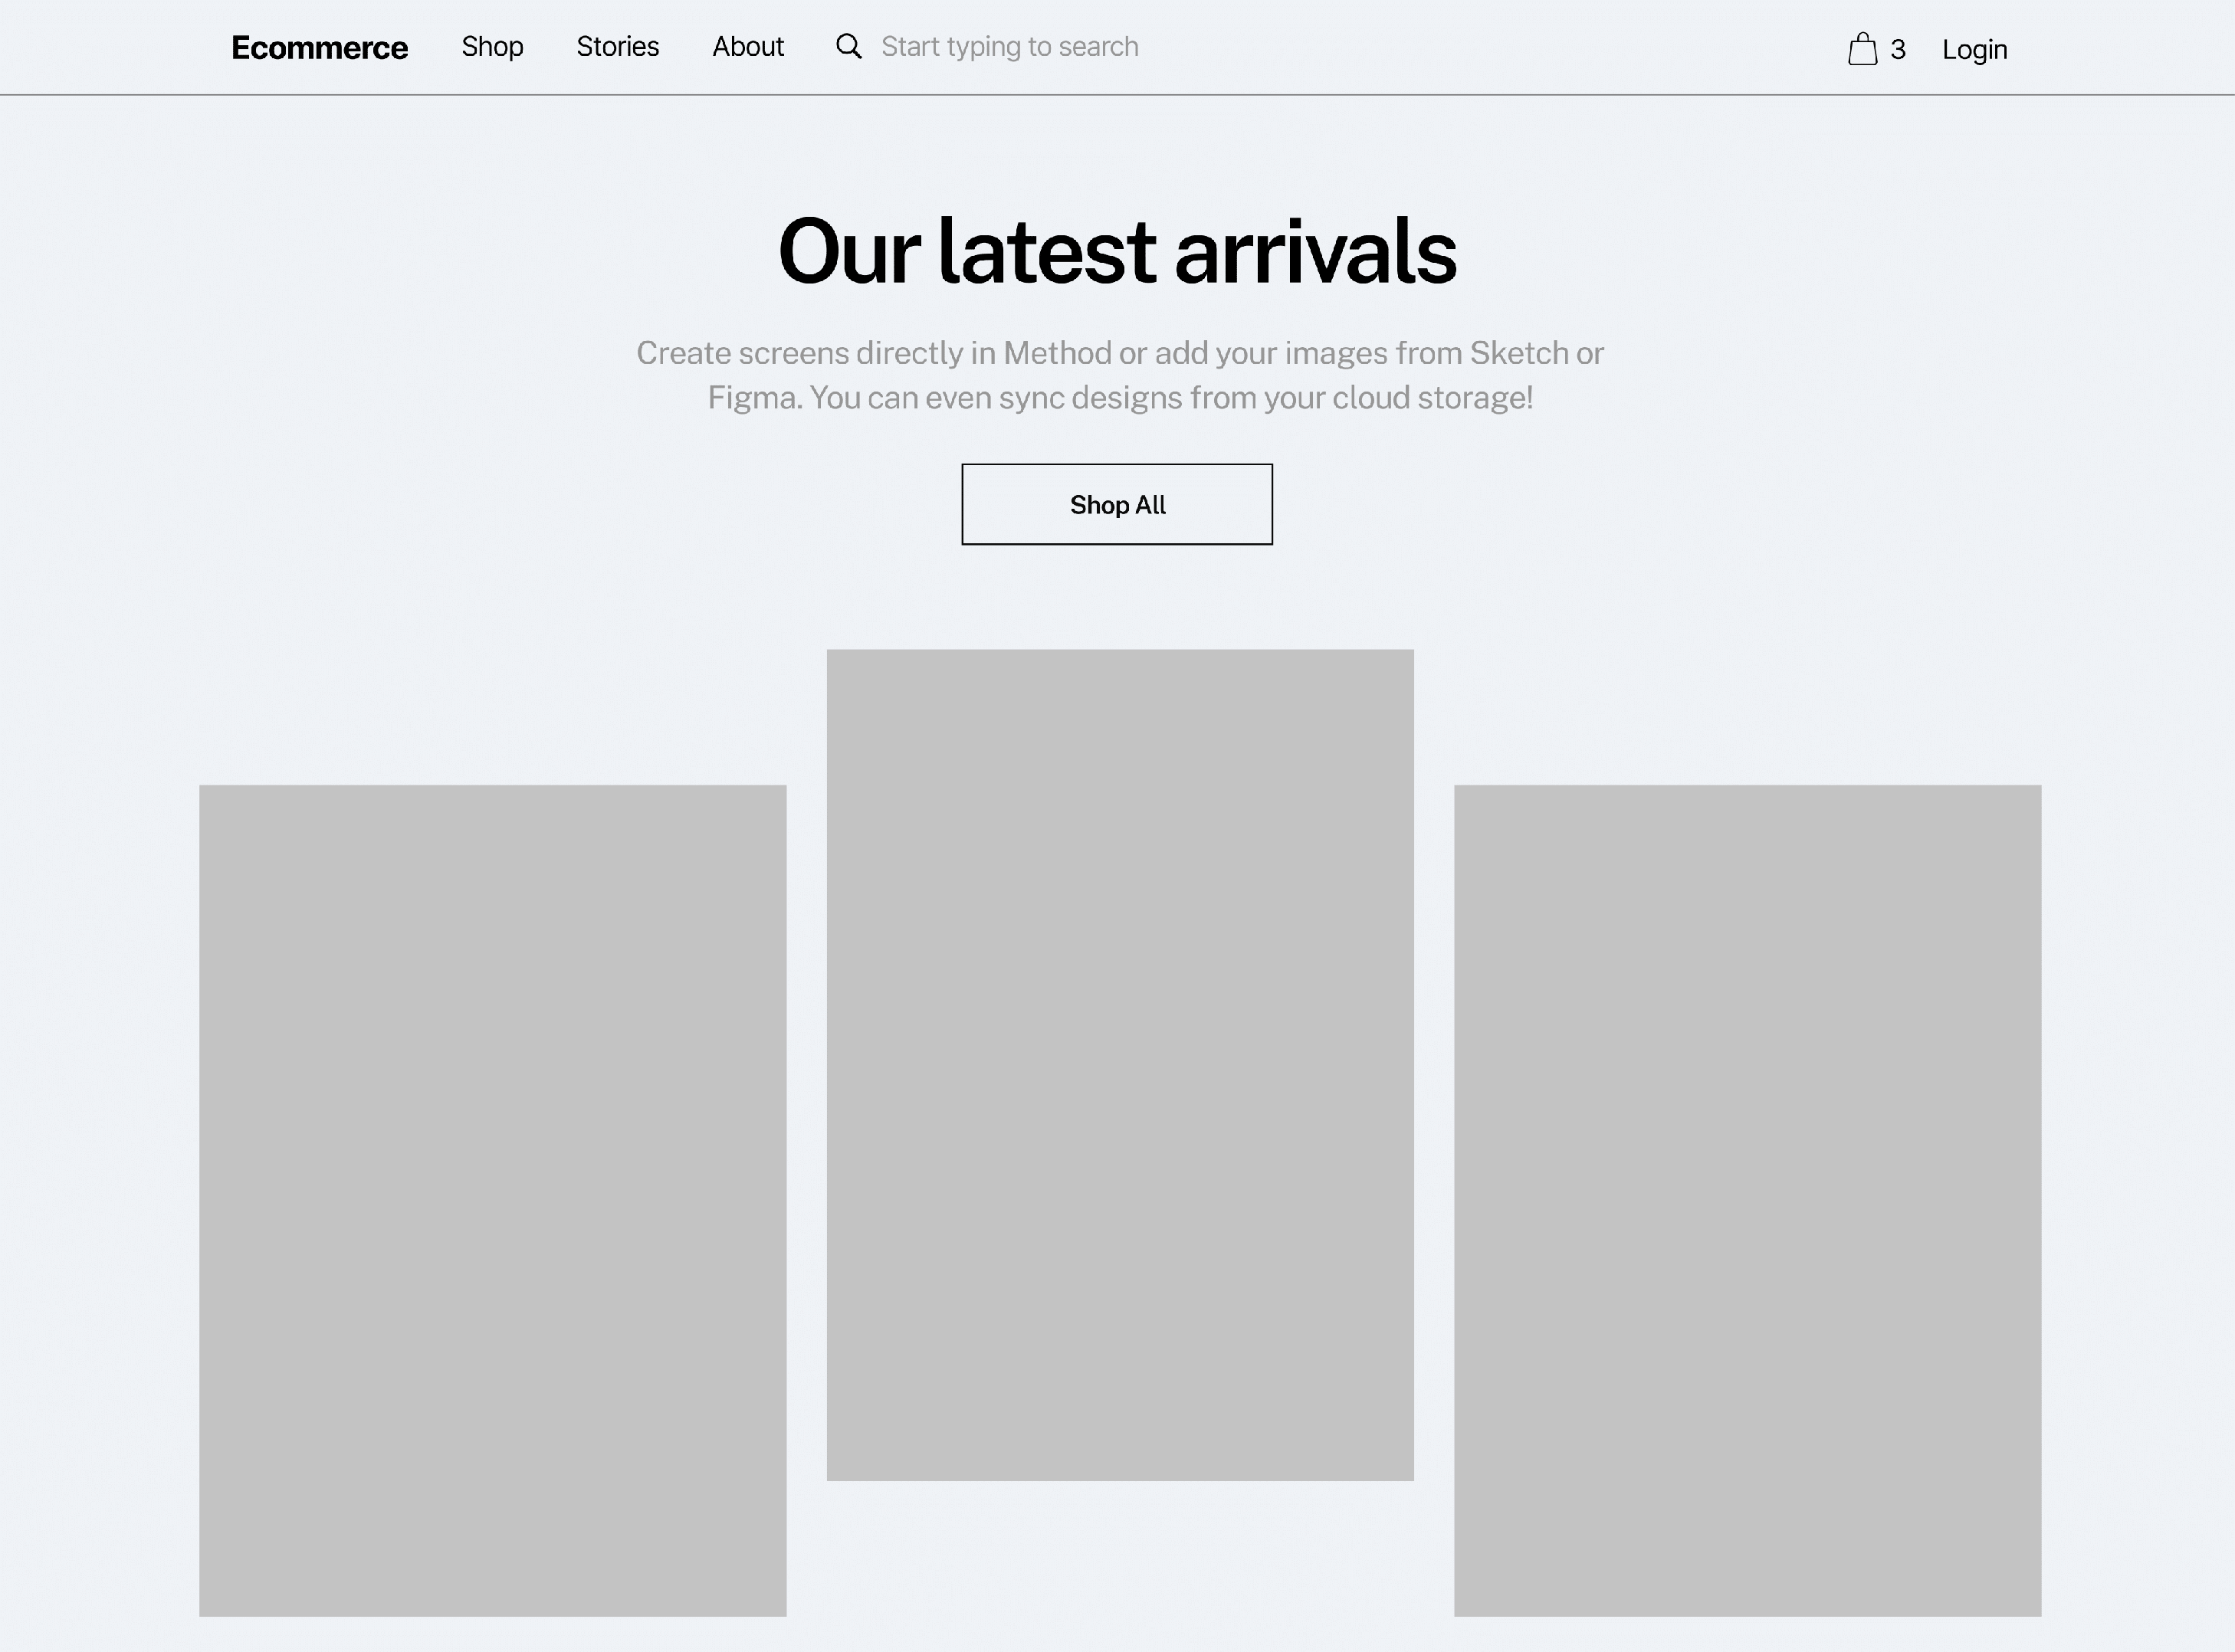 Ecommerce Shop Stories About Start typing to search 3 Login
Our latest arrivals
Create screens directly in Method or add your images from Sketch or
Figma. You can even sync designs from your cloud storage!
Shop All